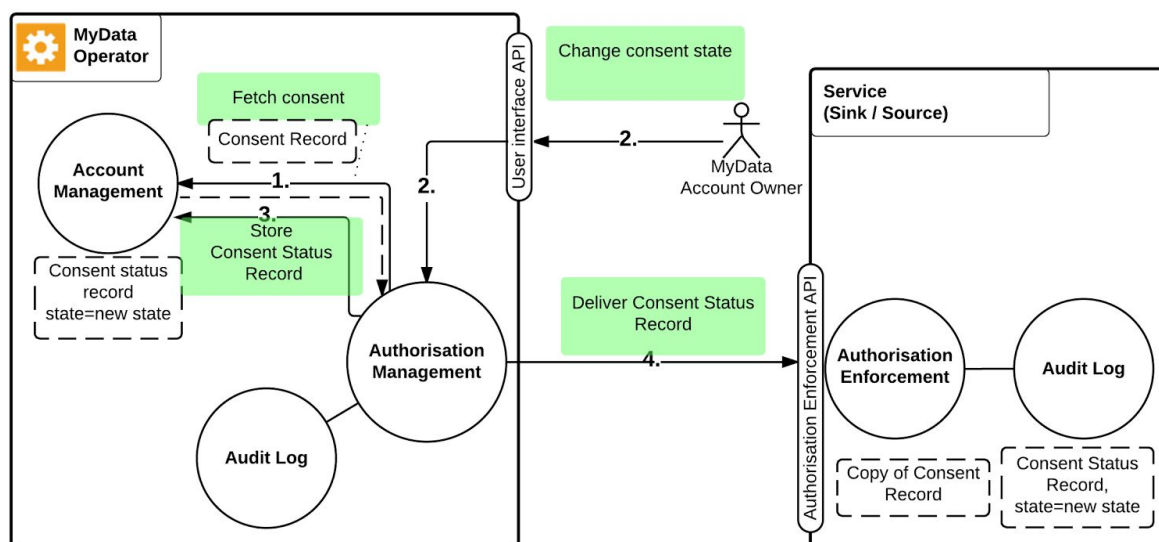 MyData
Operator
Fetch consent
Consent Record
Account
Management
1.
3.
Store
Consent Status
Record
Consent status
record
state=new state
2.
Authorisation
Management
Audit Log
User interface API
Change consent state
2.
MyData
Account Owner
Deliver Consent Status
Record
4.
Service
(Sink / Source)
Authorisation Enforcement API
Authorisation
Enforcement
Audit Log
Copy of Consent
Record
Consent Status
Record,
state=new state